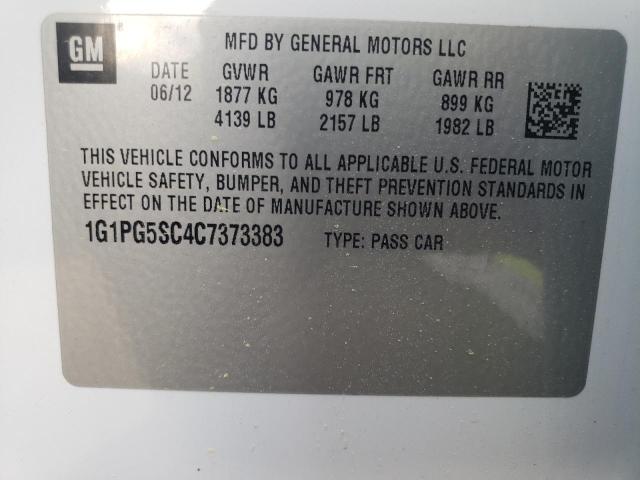 GM
MFD BY GENERAL MOTORS LLC
DATE GVWR GAWR FRT GAWR RR
06/12 1877 KG 978 KG 899 KG
4139 LB 2157 LB 1982 LB
THIS VEHICLE CONFORMS TO ALL APPLICABLE U.S. FEDERAL MOTOR
VEHICLE SAFETY, BUMPER, AND THEFT PREVENTION STANDARDS IN
EFFECT ON THE DATE OF MANUFACTURE SHOWN ABOVE.
1G1PG5SC4C7373383 TYPE: PASS CAR